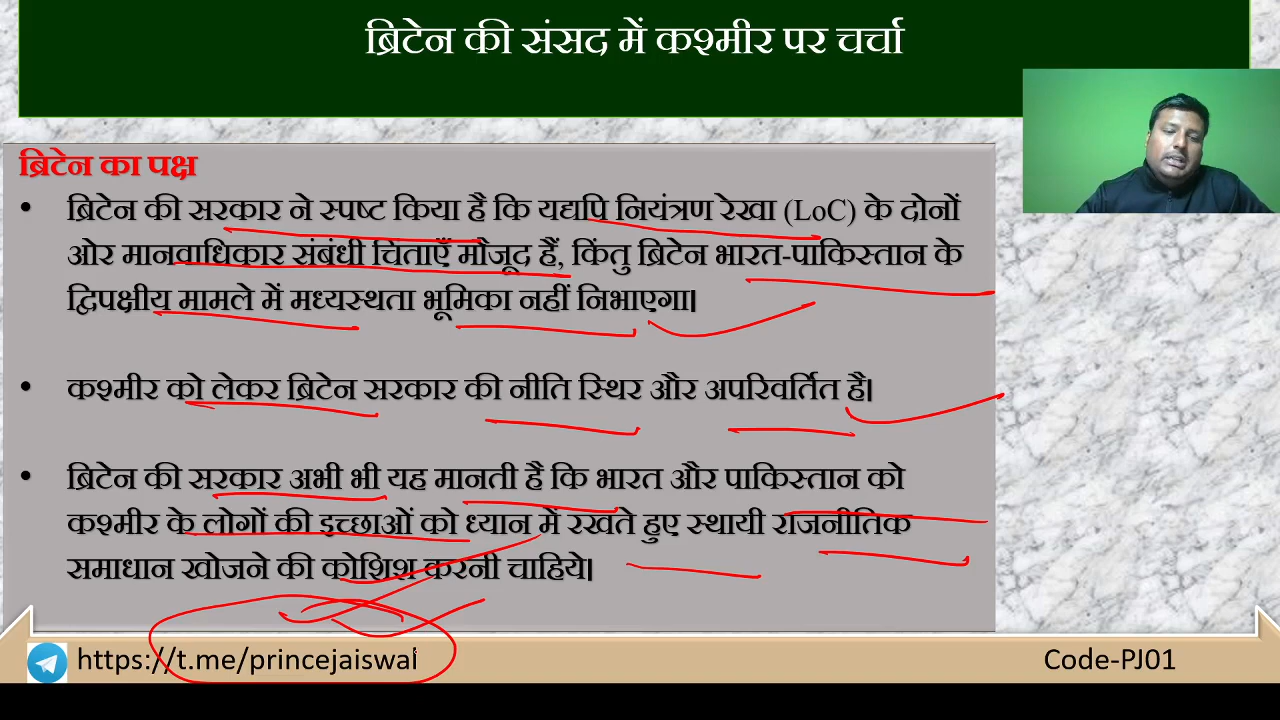 ब्रिटेन की संसद में कश्मीर पर चर्चा
ब्रिटेन का पक्ष
• ब्रिटेन की सरकार ने स्पष्ट किया है कि यद्यपि नियंत्रण रेखा (LoC) के दोनों
ओर मानवाधिकार संबंधी चिंताएँ मौजूद हैं, किंतु ब्रिटेन भारत-पाकिस्तान के
द्विपक्षीय मामले में मध्यस्थता भूमिका नहीं निभाएगा।
• कश्मीर को लेकर ब्रिटेन सरकार की नीति स्थिर और अपरिवर्तित है।
• ब्रिटेन की सरकार अभी भी यह मानती है कि भारत और पाकिस्तान को
कश्मीर के लोगों की इच्छाओं को ध्यान में रखते हुए स्थायी राजनीतिक
समाधान खोजने की कोशिश करनी चाहिये।
https://t.me/princejaiswal
Code-PJ01